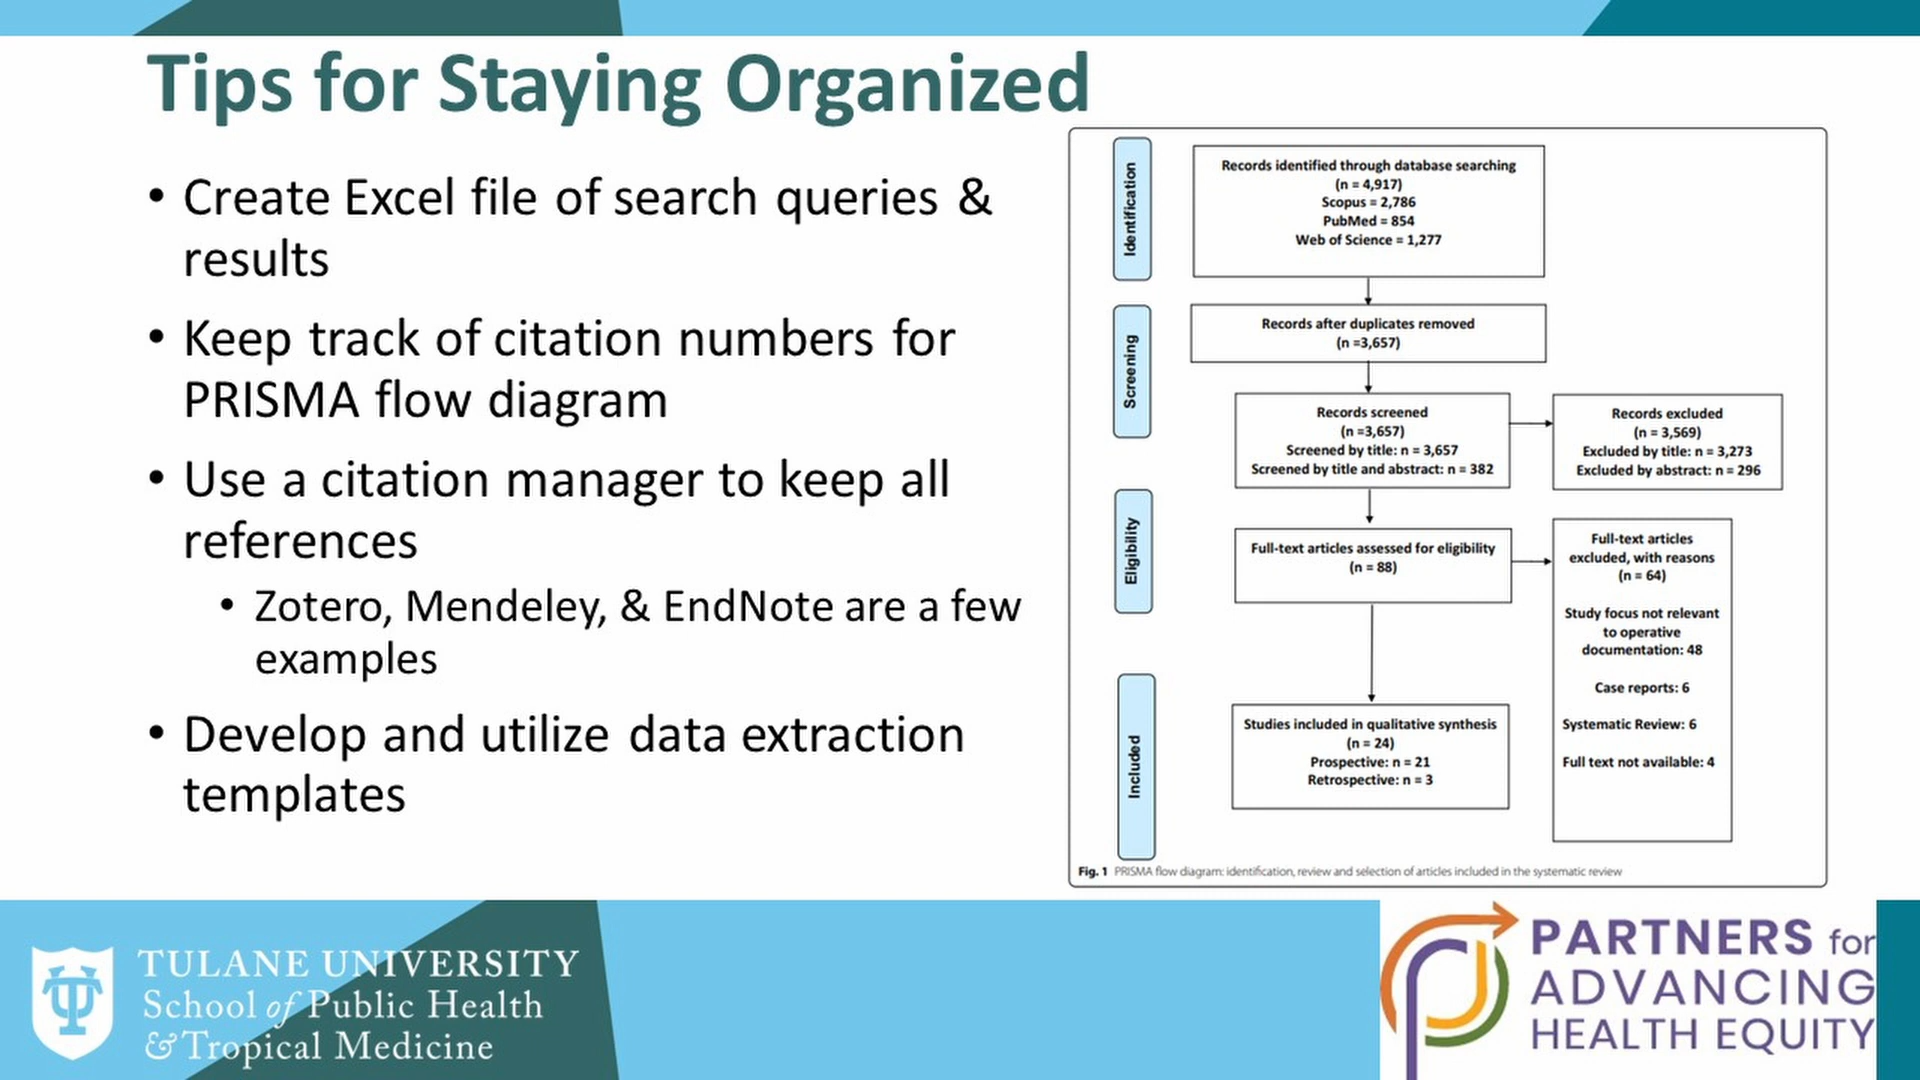 Tips for Staying Organized
• Create Excel file of search queries &
results
• Keep track of citation numbers for
PRISMA flow diagram
• Use a citation manager to keep all
references
• Zotero, Mendeley, & EndNote are a few
examples
• Develop and utilize data extraction
templates
Identification
Records identified through database searching
(n = 4,917)
Scopus = 2,786
PubMed = 854
Web of Science = 1,277
Screening
Records after duplicates removed
(n =3,657)
Records screened
(n =3,657)
Screened by title: n = 3,657
Screened by title and abstract: n = 382
Records excluded
(n = 3,569)
Excluded by title: n = 3,273
Excluded by abstract: n = 296
Eligibility
Full-text articles assessed for eligibility
(n = 88)
Full-text articles
excluded, with reasons
(n = 64)
Study focus not relevant
to operative
documentation: 48
Case reports: 6
Systematic Review: 6
Full text not available: 4
Included
Studies included in qualitative synthesis
(n = 24)
Prospective: n = 21
Retrospective: n = 3
Fig. 1 PRISMA flow diagram: identification, review and selection of articles included in the systematic review
TULANE UNIVERSITY
School of Public Health
& Tropical Medicine
PARTNERS for
ADVANCING
HEALTH EQUITY